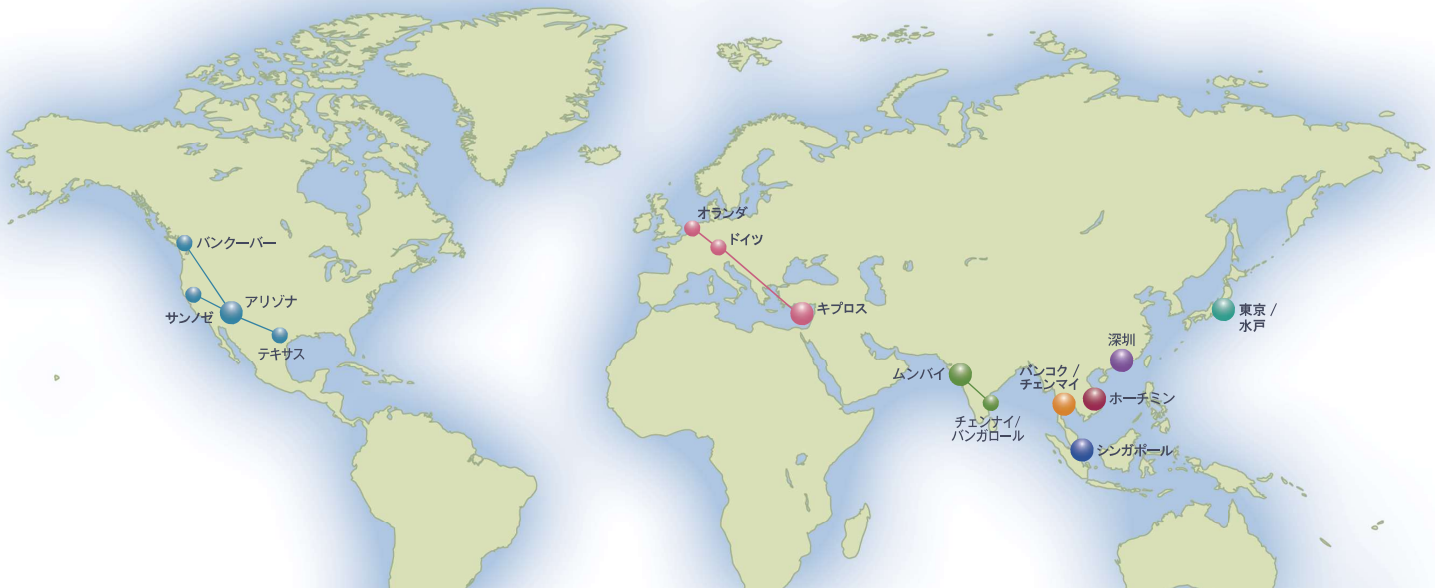 バンクーバー
アリゾナ
サンノゼ
テキサス
オランダ
ドイツ
キプロス
ムンバイ
チェンナイ/
バンガロール
バンコク /
チェンマイ
深圳
ホーチミン
シンガポール
東京 /
水戸